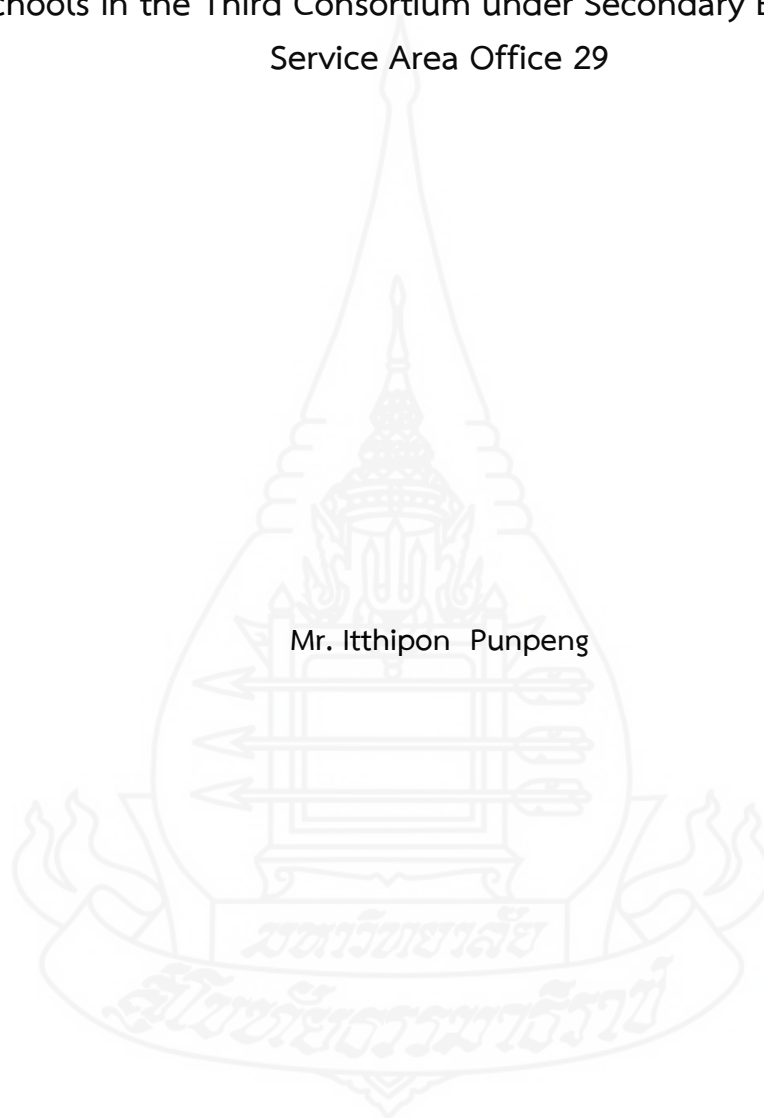 chools in the Third Consortium under Secondary E
Service Area Office 29
Mr. Itthipon Punpeng
มหาวิทยาลัย
สุโขทัยธรรมาธิราช